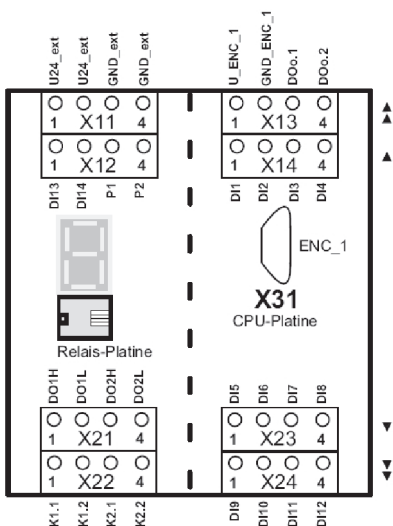 U24_ext U24_ext GND_ext GND_ext U_ENC_1 GND_ENC_1 DOo.1 DOo.2
1 X11 4 1 X13 4
1 X12 4 1 X14 4
DI13 DI14 P1 P2 DI1 DI2 DI3 DI4
ENC_1
X31
CPU-Platine
Relais-Platine
DO1H DO1L DO2H DO2L DI5 DI6 DI7 DI8
1 X21 4 1 X23 4
1 X22 4 1 X24 4
K1.1 K1.2 K2.1 K2.2 DI9 DI10 DI11 DI12